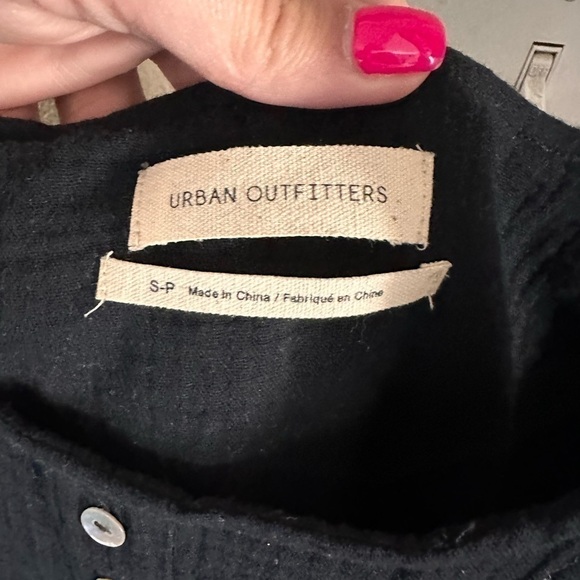 URBAN OUTFITTERS
S-P Made in China / Fabriqué en Chine